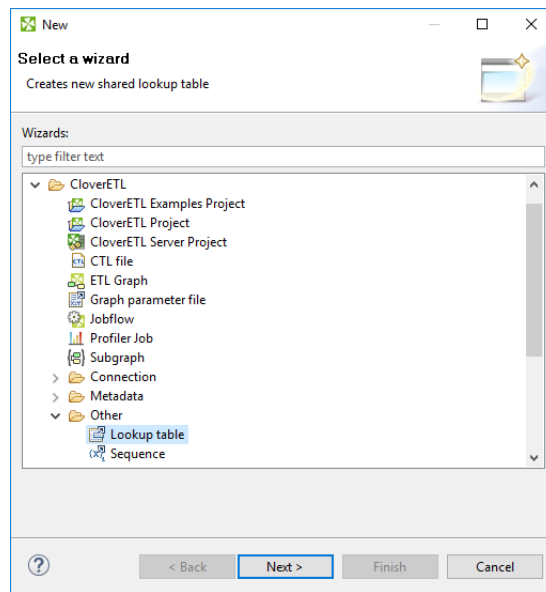 New
Select a wizard
Creates new shared lookup table
Wizards:
type filter text
CloverETL
CloverETL Examples Project
CloverETL Project
CloverETL Server Project
CTL file
ETL Graph
Graph parameter file
Jobflow
Profiler Job
Subgraph
Connection
Metadata
Other
Lookup table
Sequence
< Back Next > Finish Cancel